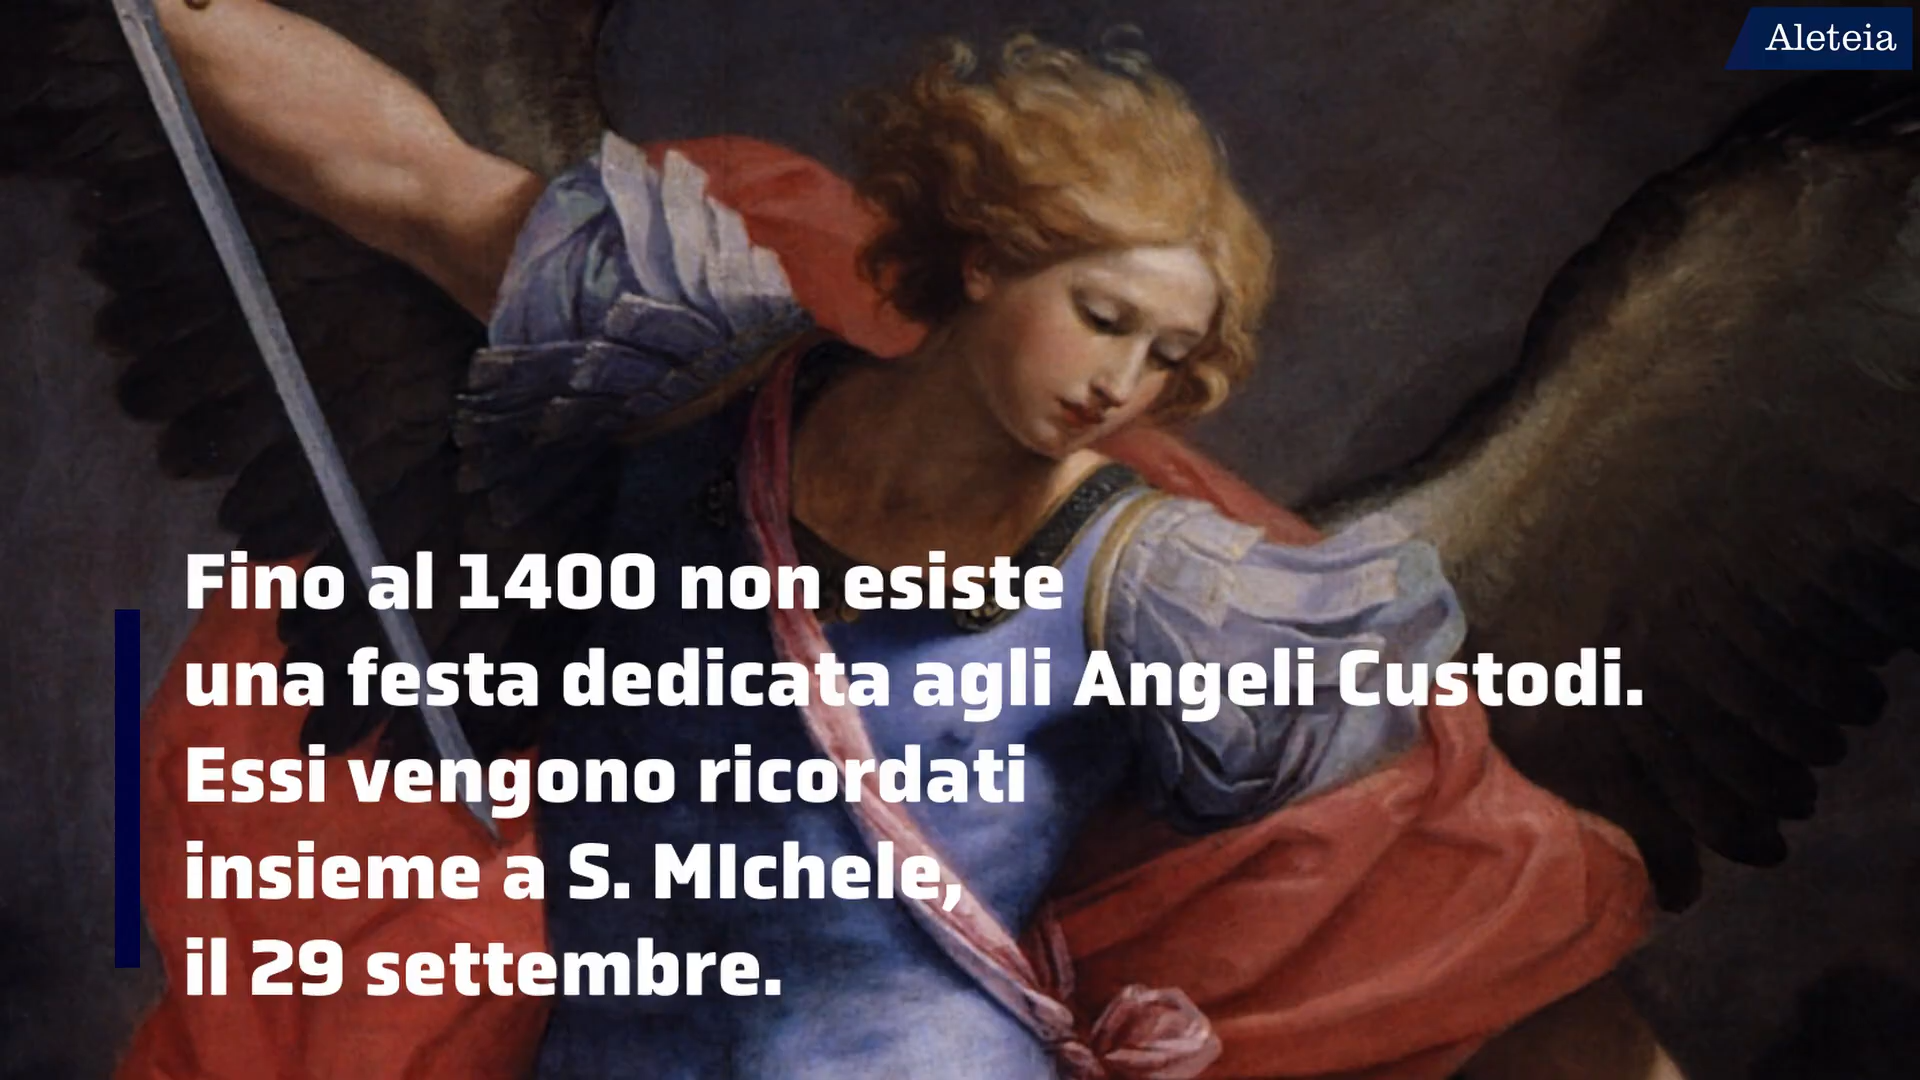 Aleteia
Fino al 1400 non esiste
una festa dedicata agli Angeli Custodi.
Essi vengono ricordati
insieme a S. MIchele,
il 29 settembre.